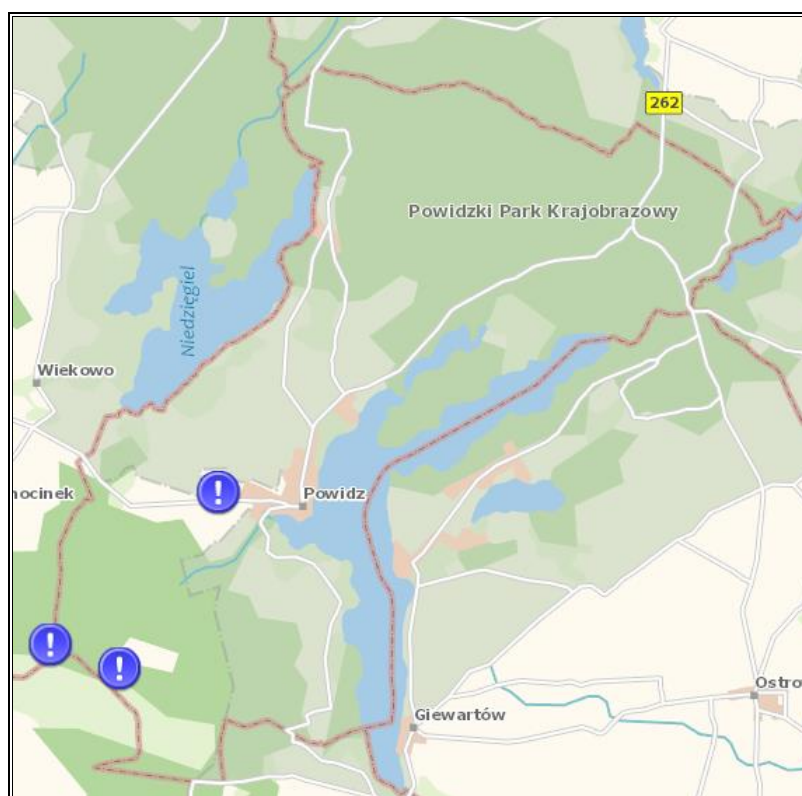 262
Powidzki Park Krajobrazowy
Niedzięgiel
Wiekowo
nocinek
Powidz
Ostro
Giewartów